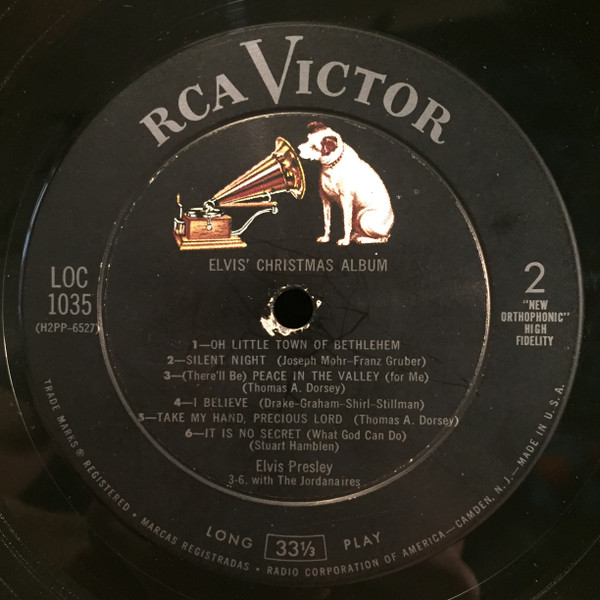 RCA VICTOR
ELVIS' CHRISTMAS ALBUM
LOC
1035
(H2PP-6527)
2
"NEW
ORTHOPHONIC"
HIGH
FIDELITY
1—OH LITTLE TOWN OF BETHLEHEM
2—SILENT NIGHT (Joseph Mohr-Franz Gruber)
3—(There'll Be) PEACE IN THE VALLEY (for Me)
(Thomas A. Dorsey)
4—I BELIEVE (Drake-Graham-Shirl-Stillman)
5—TAKE MY HAND, PRECIOUS LORD (Thomas A. Dorsey)
6—IT IS NO SECRET (What God Can Do)
(Stuart Hamblen)
Elvis Presley
3-6. with The Jordanaires
LONG 33⅓ PLAY
TRADE MARKS ® REGISTERED • MARCAS REGISTRADAS • RADIO CORPORATION OF AMERICA—CAMDEN, N.J.—MADE IN U.S.A.